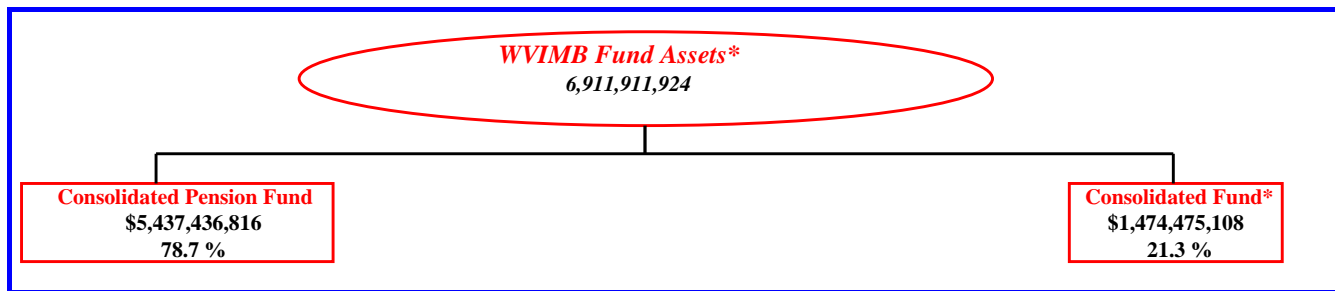 WVIMB Fund Assets*
6,911,911,924
Consolidated Pension Fund
$5,437,436,816
78.7 %
Consolidated Fund*
$1,474,475,108
21.3 %